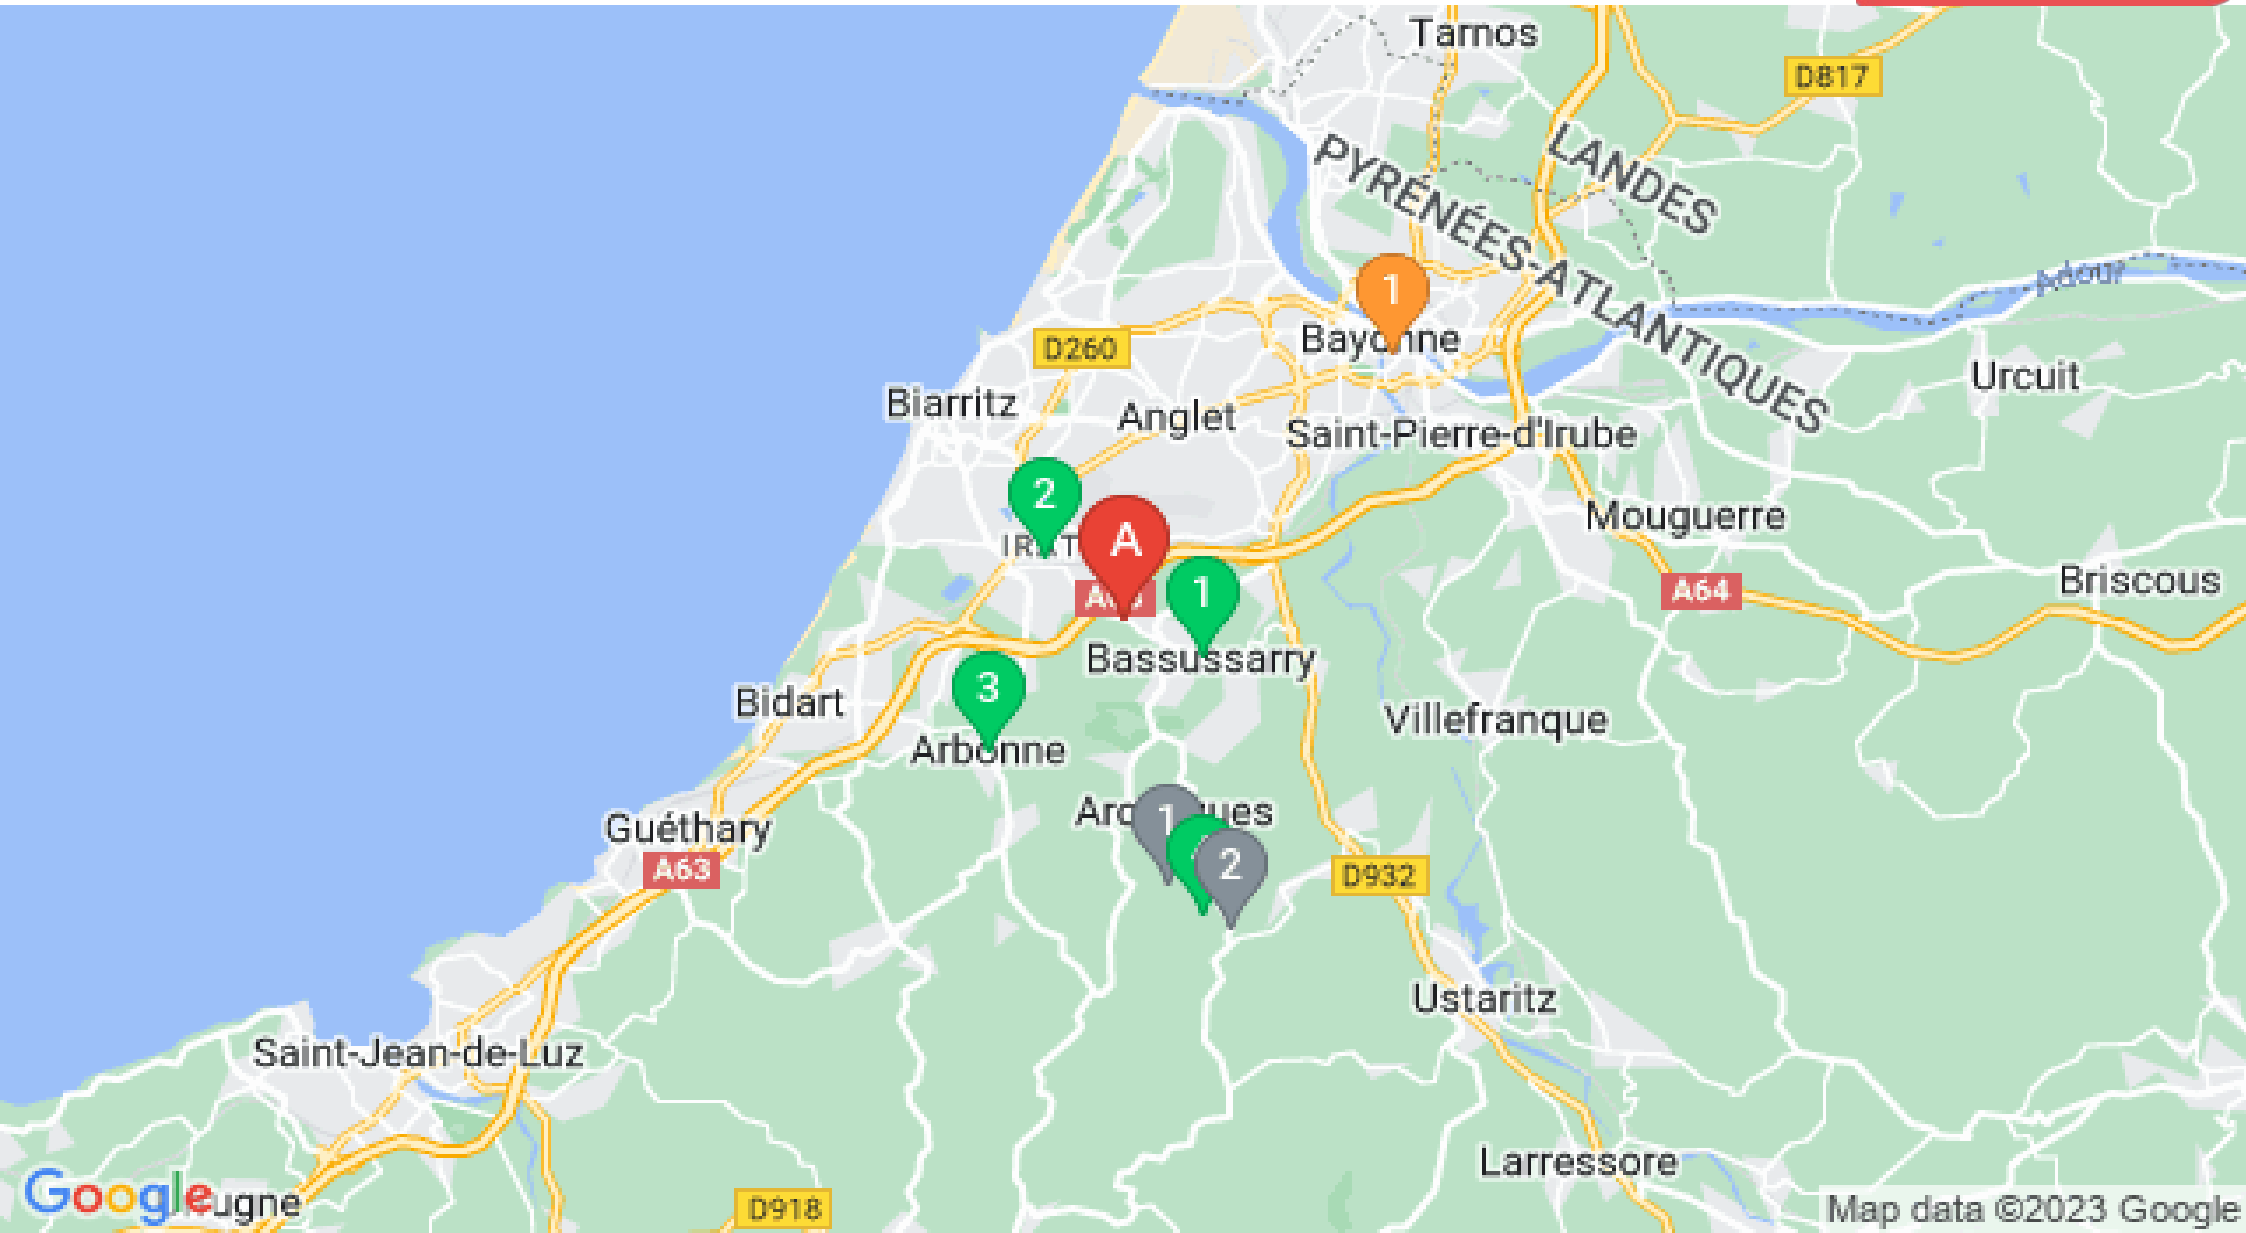 Tarnos
D817
LANDES
PYRÉNÉES-ATLANTIQUES
Adour
1
Bayonne
D260
Urcuit
Biarritz
Anglet
Saint-Pierre-d'Irube
2
Mouguerre
A
1
A64
Briscous
Bassussarry
3
Bidart
Villefranque
Arbonne
1
Guéthary
2
A63
D932
Ustaritz
Saint-Jean-de-Luz
Larressore
Google
ugne
D918
Map data ©2023 Google